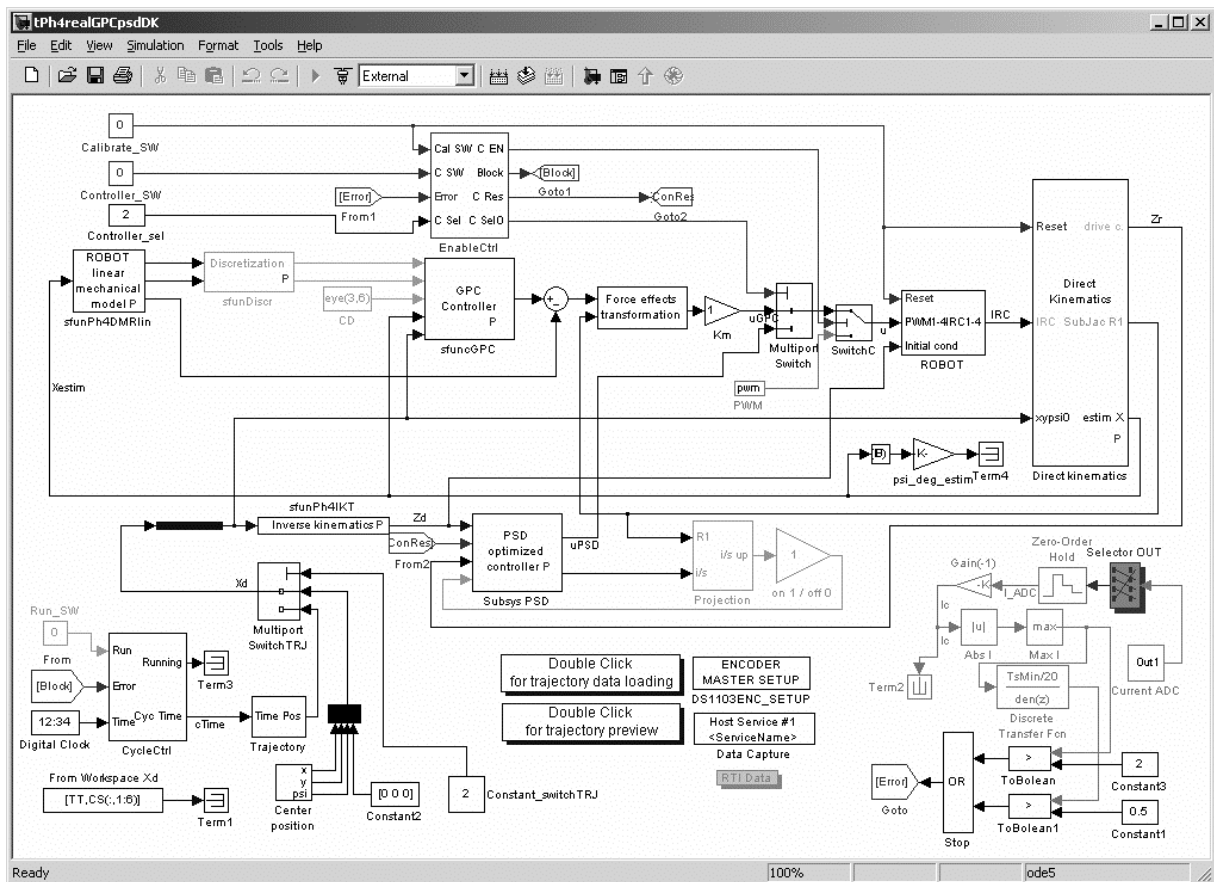 tPh4realGPCpsdDK
File Edit View Simulation Format Tools Help
External
0
Calibrate_SW
0
Controller_SW
2
Controller_sel
[Error]
From1
Cal SW C EN
C SW Block
Error C Res
C Sel C SelO
EnableCtrl
[Block]
Goto1
ConRes
Goto2
ROBOT
linear
mechanical
model P
sfunPh4DMRlin
Discretization
P
sfunDiscr
eye(3,6)
CD
GPC
Controller
P
sfuncGPC
Force effects
transformation
1
Km
uGPC
Multiport
Switch
SwitchC
u
pwm
PWM
Reset
PWM1-4IRC1-4
Initial cond
ROBOT
IRC
Reset drive c.
Direct
Kinematics
IRC SubJac R1
xypsi0 estim X
P
Direct kinematics
Zr
Xestim
K-
psi_deg_estim
Term4
sfunPh4IKT
Inverse kinematics P
Zd
ConRes
From2
PSD
optimized
controller P
Subsys PSD
uPSD
R1
i/s up
i/s
Projection
1
on 1 / off 0
Xd
Multiport
SwitchTRJ
Run_SW
0
From
[Block]
12:34
Digital Clock
Run
Running
Error
Cyc Time
Time
CycleCtrl
Term3
cTime
Time Pos
Trajectory
From Workspace Xd
[TT,CS(:,1:6)]
Term1
x
y
psi
Center
position
[0 0 0]
Constant2
2
Constant_switchTRJ
Double Click
for trajectory data loading
Double Click
for trajectory preview
ENCODER
MASTER SETUP
DS1103ENC_SETUP
Host Service #1
<ServiceName>
Data Capture
RTI Data
Zero-Order
Hold
Selector OUT
Gain(-1)
-K
I_ADC
Ic
Ic
|u|
Abs I
max
Max I
Term2
TsMin/20
den(z)
Discrete
Transfer Fcn
Out1
Current ADC
[Error]
Goto
OR
Stop
>
ToBolean
>
ToBolean1
2
Constant3
0.5
Constant1
Ready
100%
ode5